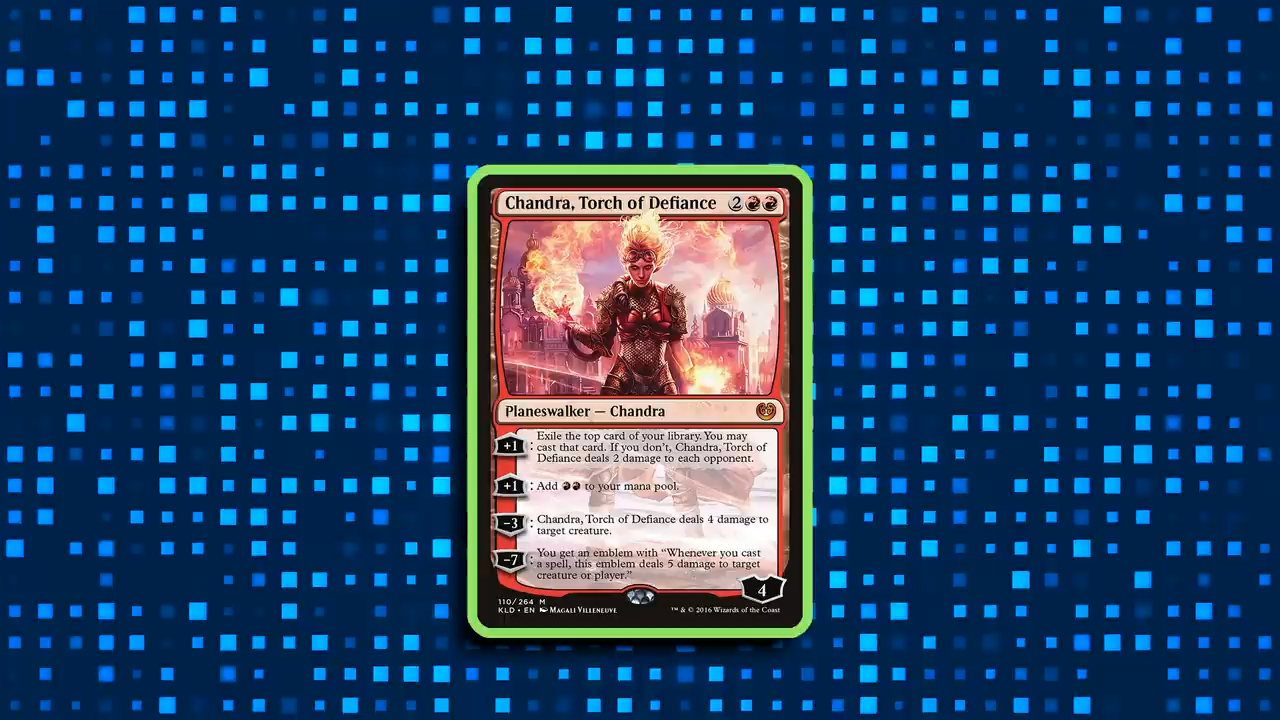 Chandra, Torch of Defiance 2
Planeswalker — Chandra
+1 : Exile the top card of your library. You may
cast that card. If you don't, Chandra, Torch of
Defiance deals 2 damage to each opponent.
+1 : Add to your mana pool.
−3 : Chandra, Torch of Defiance deals 4 damage to
target creature.
−7 : You get an emblem with “Whenever you cast
a spell, this emblem deals 5 damage to target
creature or player.”
4
110/264 M
KLD • EN Magali Villeneuve ™ & © 2016 Wizards of the Coast